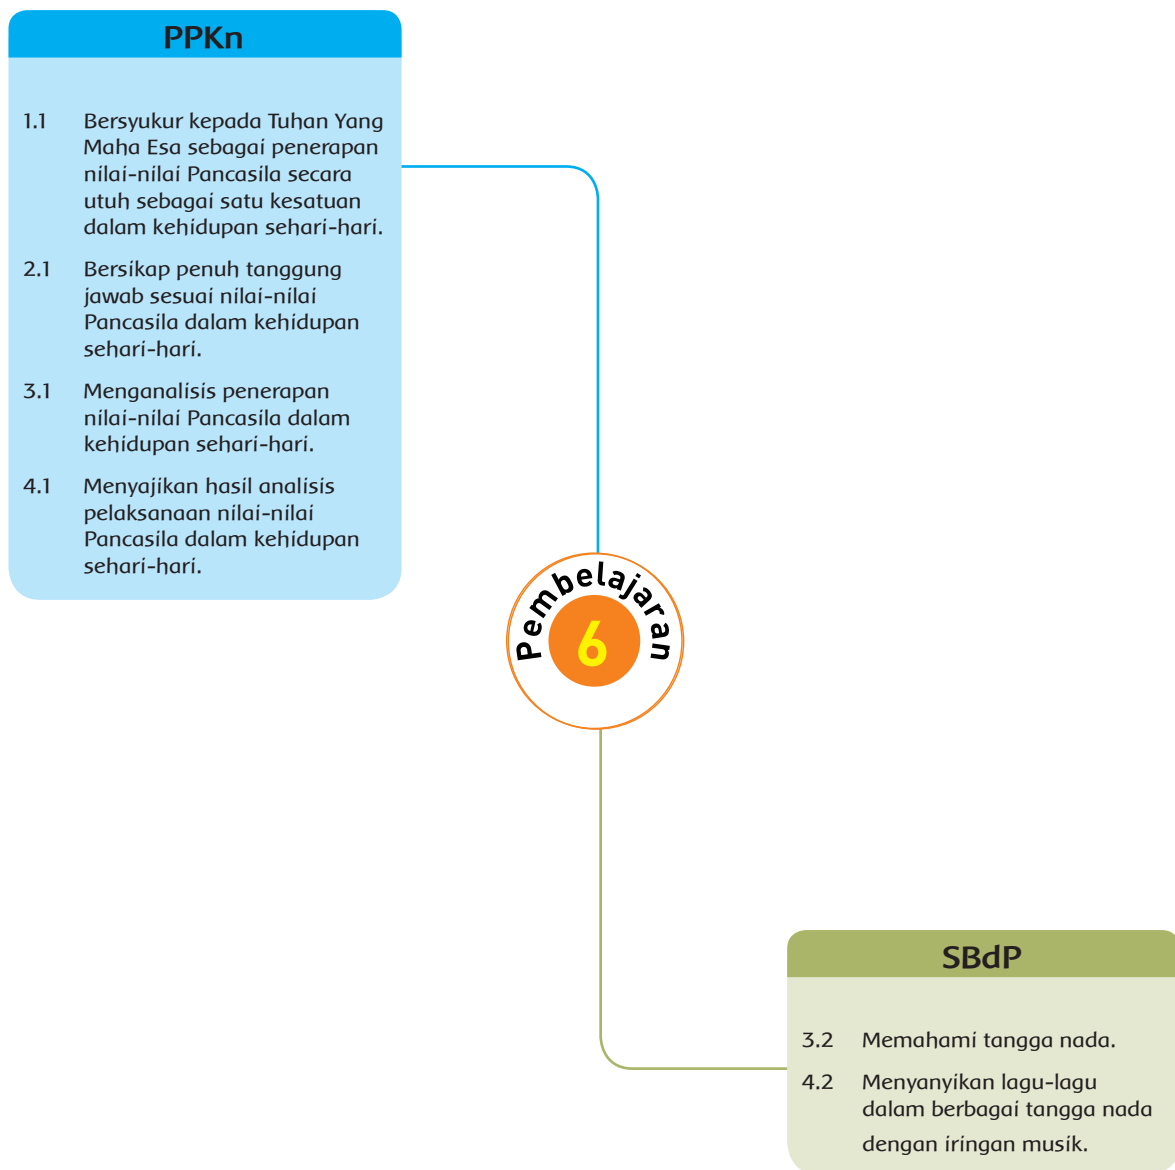 PPKn
1.1 Bersyukur kepada Tuhan Yang
Maha Esa sebagai penerapan
nilai-nilai Pancasila secara
utuh sebagai satu kesatuan
dalam kehidupan sehari-hari.
2.1 Bersikap penuh tanggung
jawab sesuai nilai-nilai
Pancasila dalam kehidupan
sehari-hari.
3.1 Menganalisis penerapan
nilai-nilai Pancasila dalam
kehidupan sehari-hari.
4.1 Menyajikan hasil analisis
pelaksanaan nilai-nilai
Pancasila dalam kehidupan
sehari-hari.
Pembelajaran
6
SBdP
3.2 Memahami tangga nada.
4.2 Menyanyikan lagu-lagu
dalam berbagai tangga nada
dengan iringan musik.